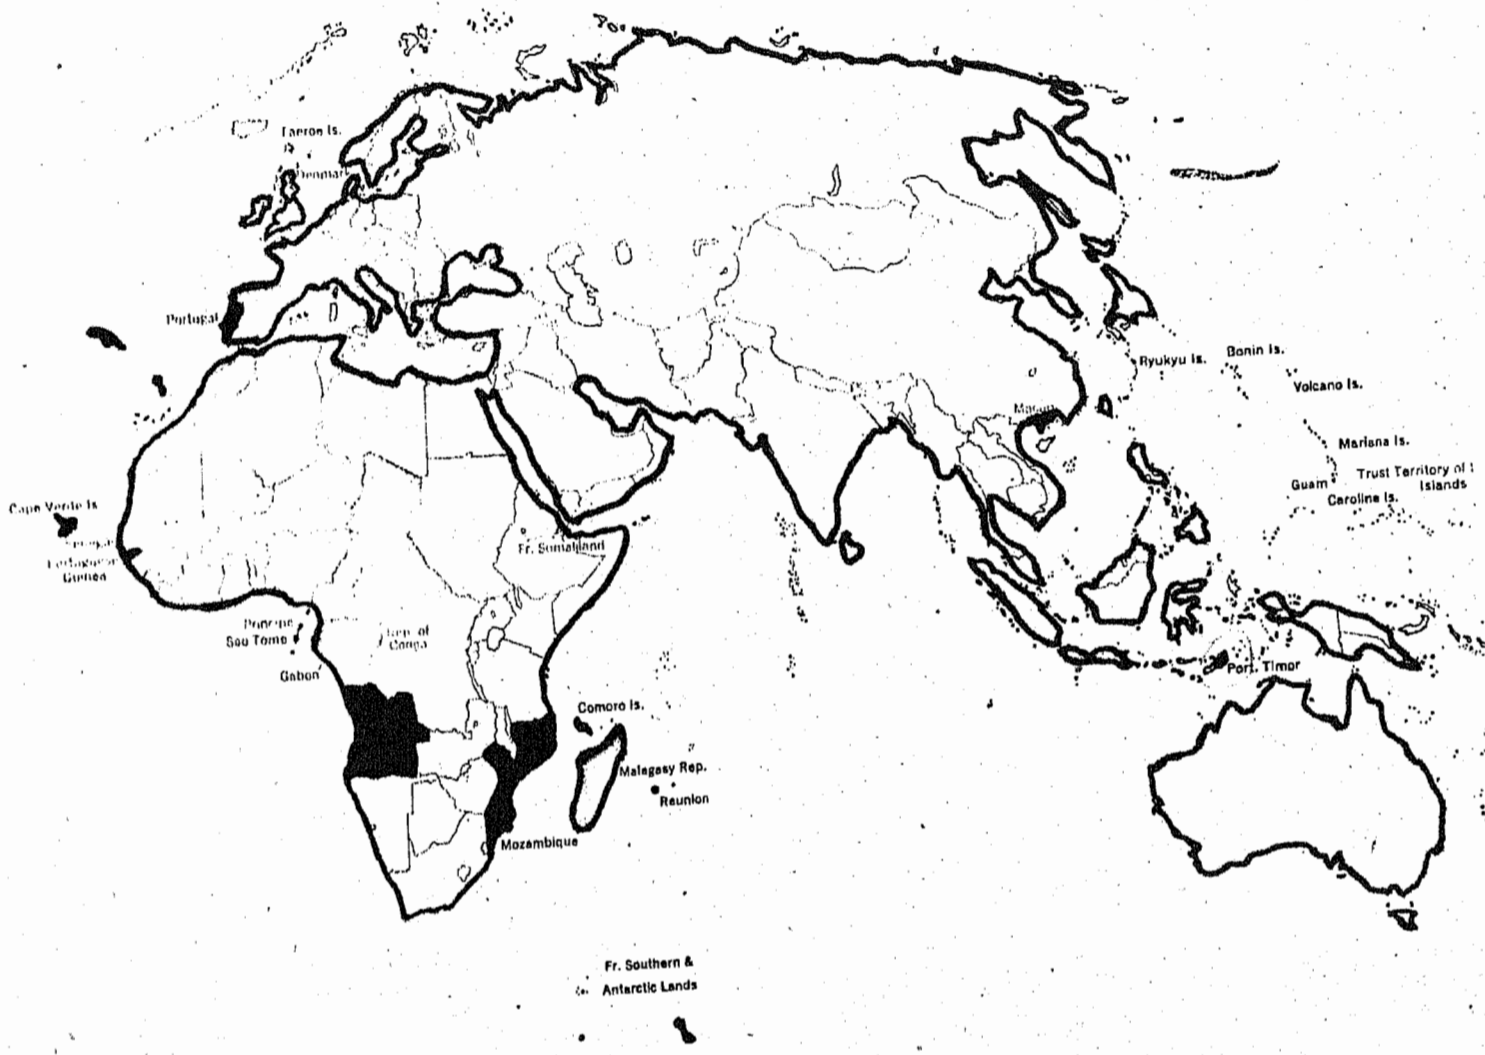 Faeroe Is.
Denmark
Portugal
Ryukyu Is.
Bonin Is.
Volcano Is.
Macau
Mariana Is.
Guam
Trust Territory of
Islands
Caroline Is.
Cape Verde Is
Portuguese
Guinea
Fr. Somaliland
Principe
Sao Tome
Rep. of
Congo
Gabon
Port. Timor
Comoro Is.
Malagasy Rep.
Reunion
Mozambique
Fr. Southern &
Antarctic Lands